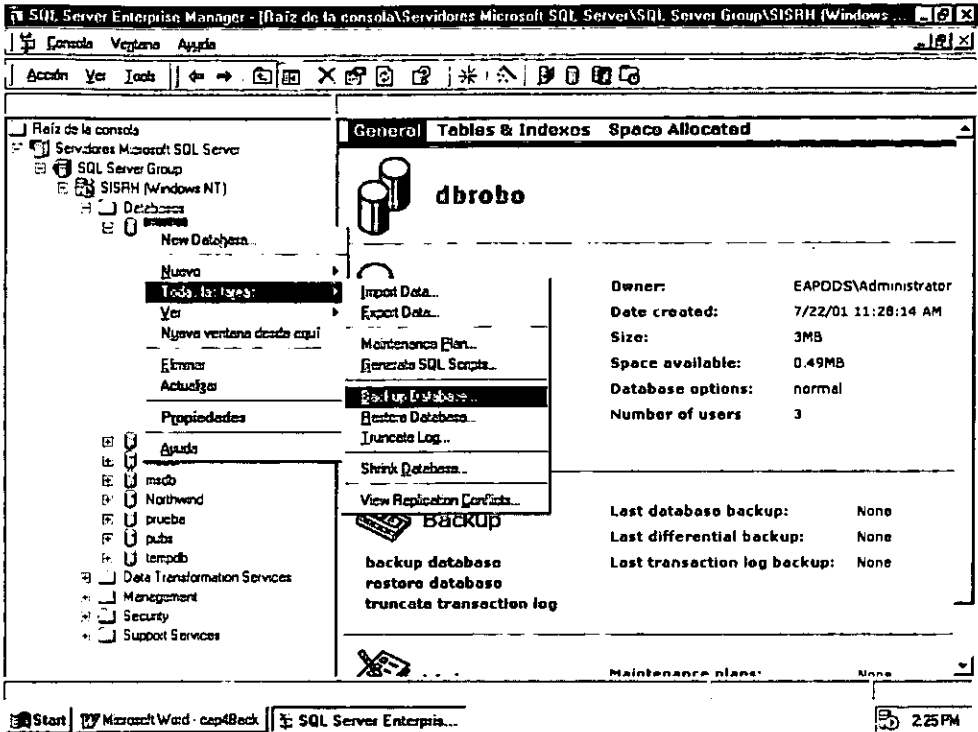 SQL Server Enterprise Manager - [Raíz de la consola\Servidores Microsoft SQL Server\SQL Server Group\SISRH (Windows ...
Consola Ventana Ayuda
Acción Ver Tools
Raíz de la consola
Servidores Microsoft SQL Server
SQL Server Group
SISRH (Windows NT)
Databases
msdb
Northwind
prueba
pubs
tempdb
Data Transformation Services
Management
Security
Support Services
New Database...
Nuevo
Todas las tareas
Ver
Nueva ventana desde aquí
Eliminar
Actualizar
Propiedades
Ayuda
Import Data...
Export Data...
Maintenance Plan...
Generate SQL Scripts...
Backup Database...
Restore Database...
Truncate Log...
Shrink Database...
View Replication Conflicts...
General Tables & Indexes Space Allocated
dbrobo
Owner: EAPDDS\Administrator
Date created: 7/22/01 11:28:14 AM
Size: 3MB
Space available: 0.49MB
Database options: normal
Number of users 3
Backup
backup database
restore database
truncate transaction log
Last database backup: None
Last differential backup: None
Last transaction log backup: None
Maintenance plans: None
Start Microsoft Word - cap4Back SQL Server Enterpris... 2:25 PM